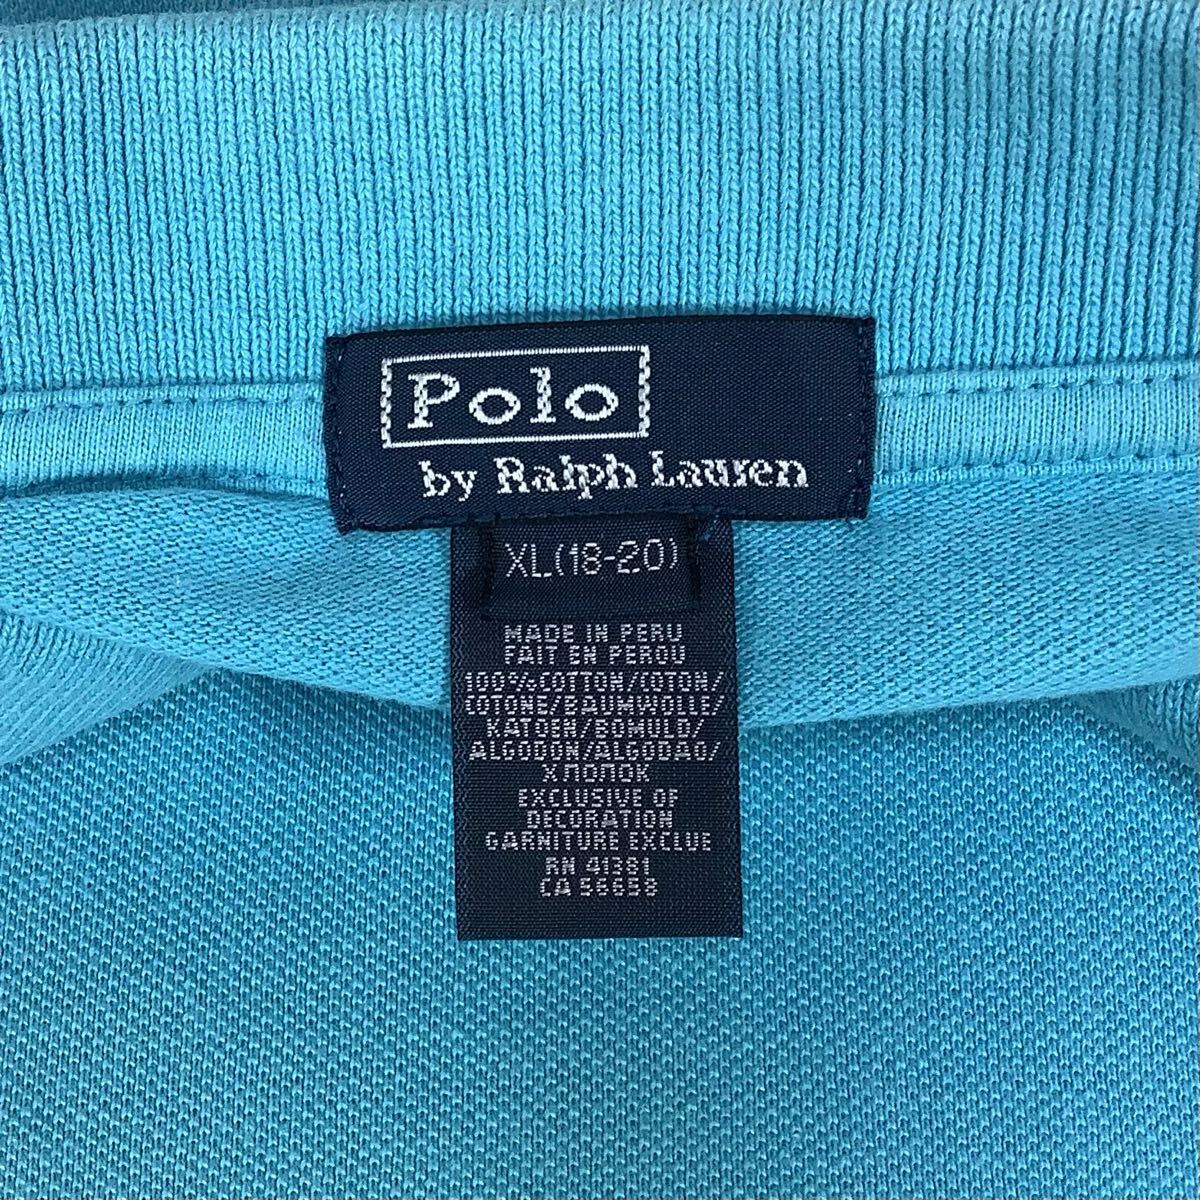 Polo
by Ralph Lauren
XL(18-20)
MADE IN PERU
FAIT EN PEROU
100%COTTON/COTON/
COTONE/BAUMWOLLE/
KATOEN/BOMULD/
ALGODON/ALGODAO/
ХЛОПОК
EXCLUSIVE OF
DECORATION
GARNITURE EXCLUE
RN 41381
CA 56658